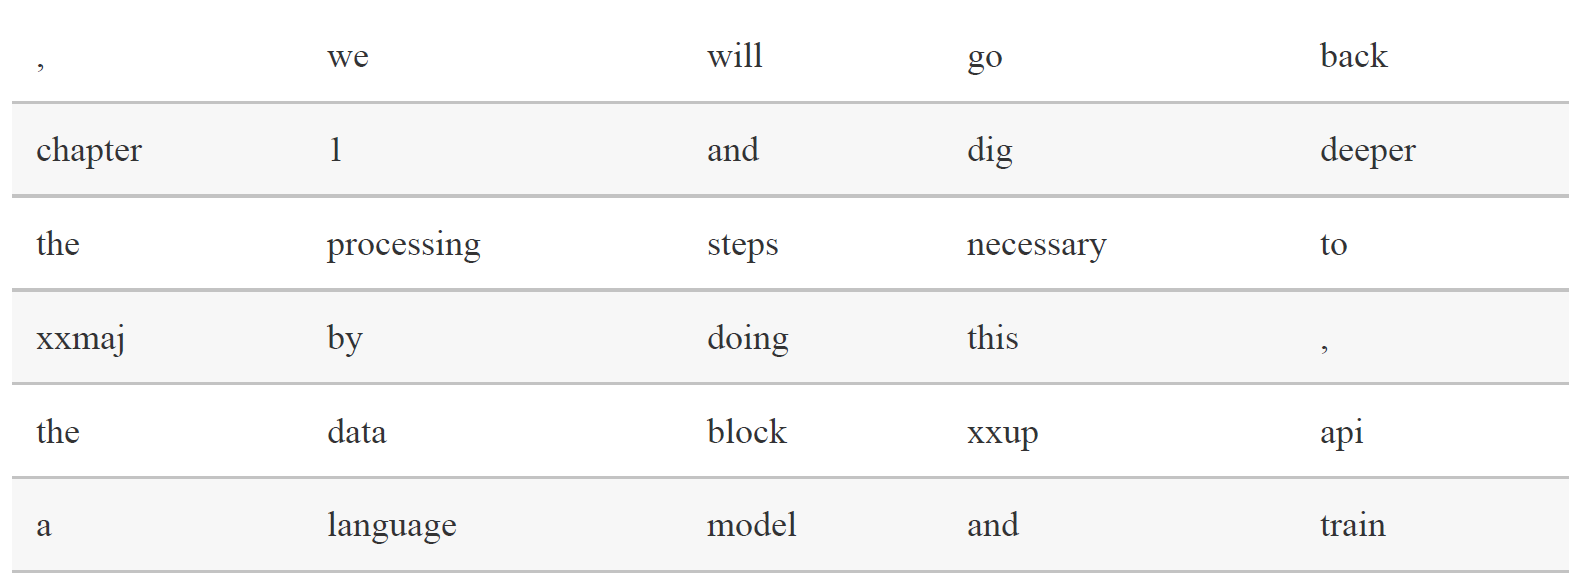 , we will go back
chapter 1 and dig deeper
the processing steps necessary to
xxmaj by doing this ,
the data block xxup api
a language model and train